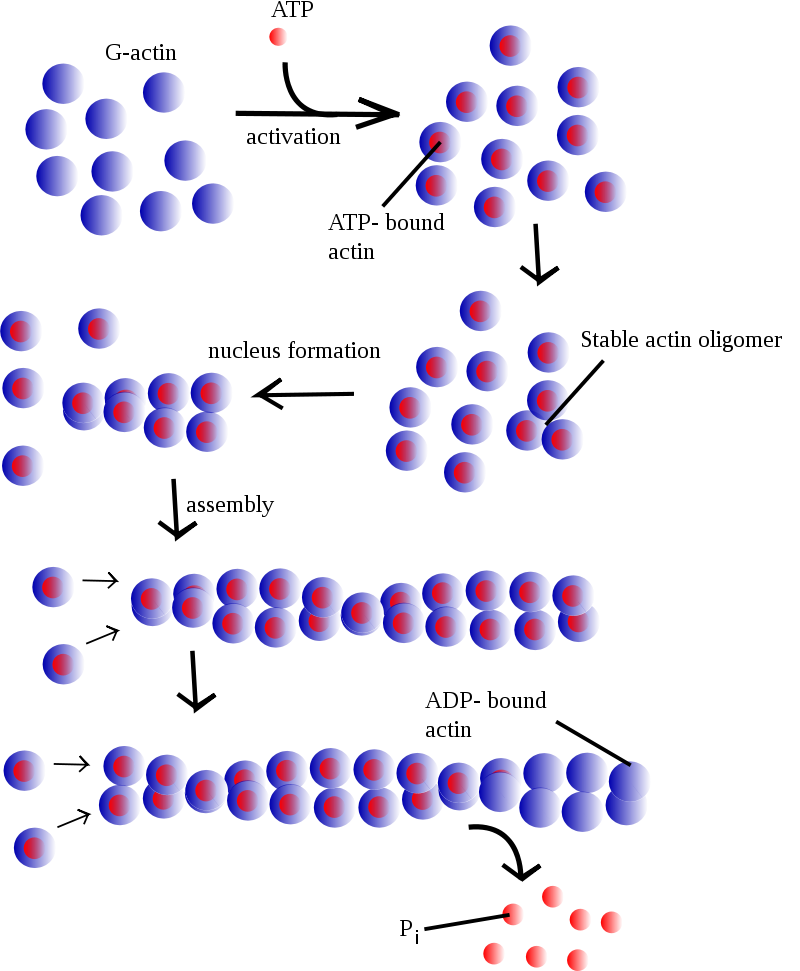 ATP
G-actin
activation
ATP- bound
actin
Stable actin oligomer
nucleus formation
assembly
ADP- bound
actin
Pi